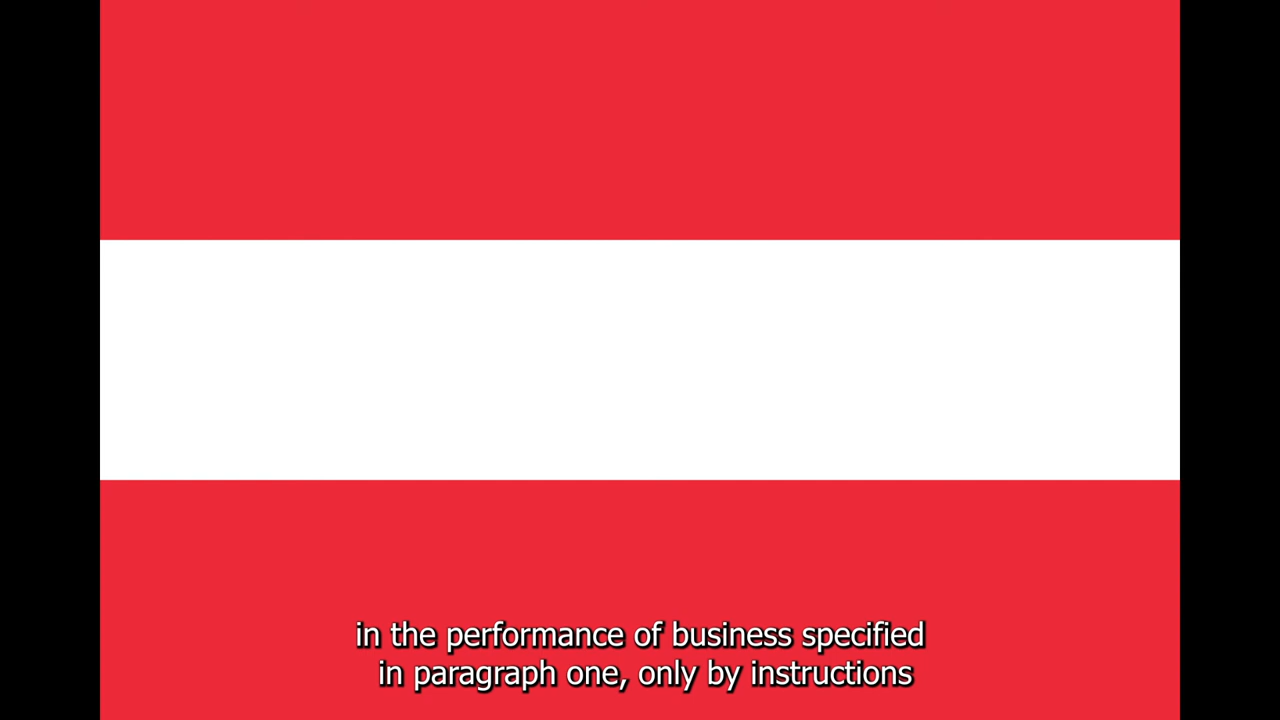 in the performance of business specified
in paragraph one, only by instructions